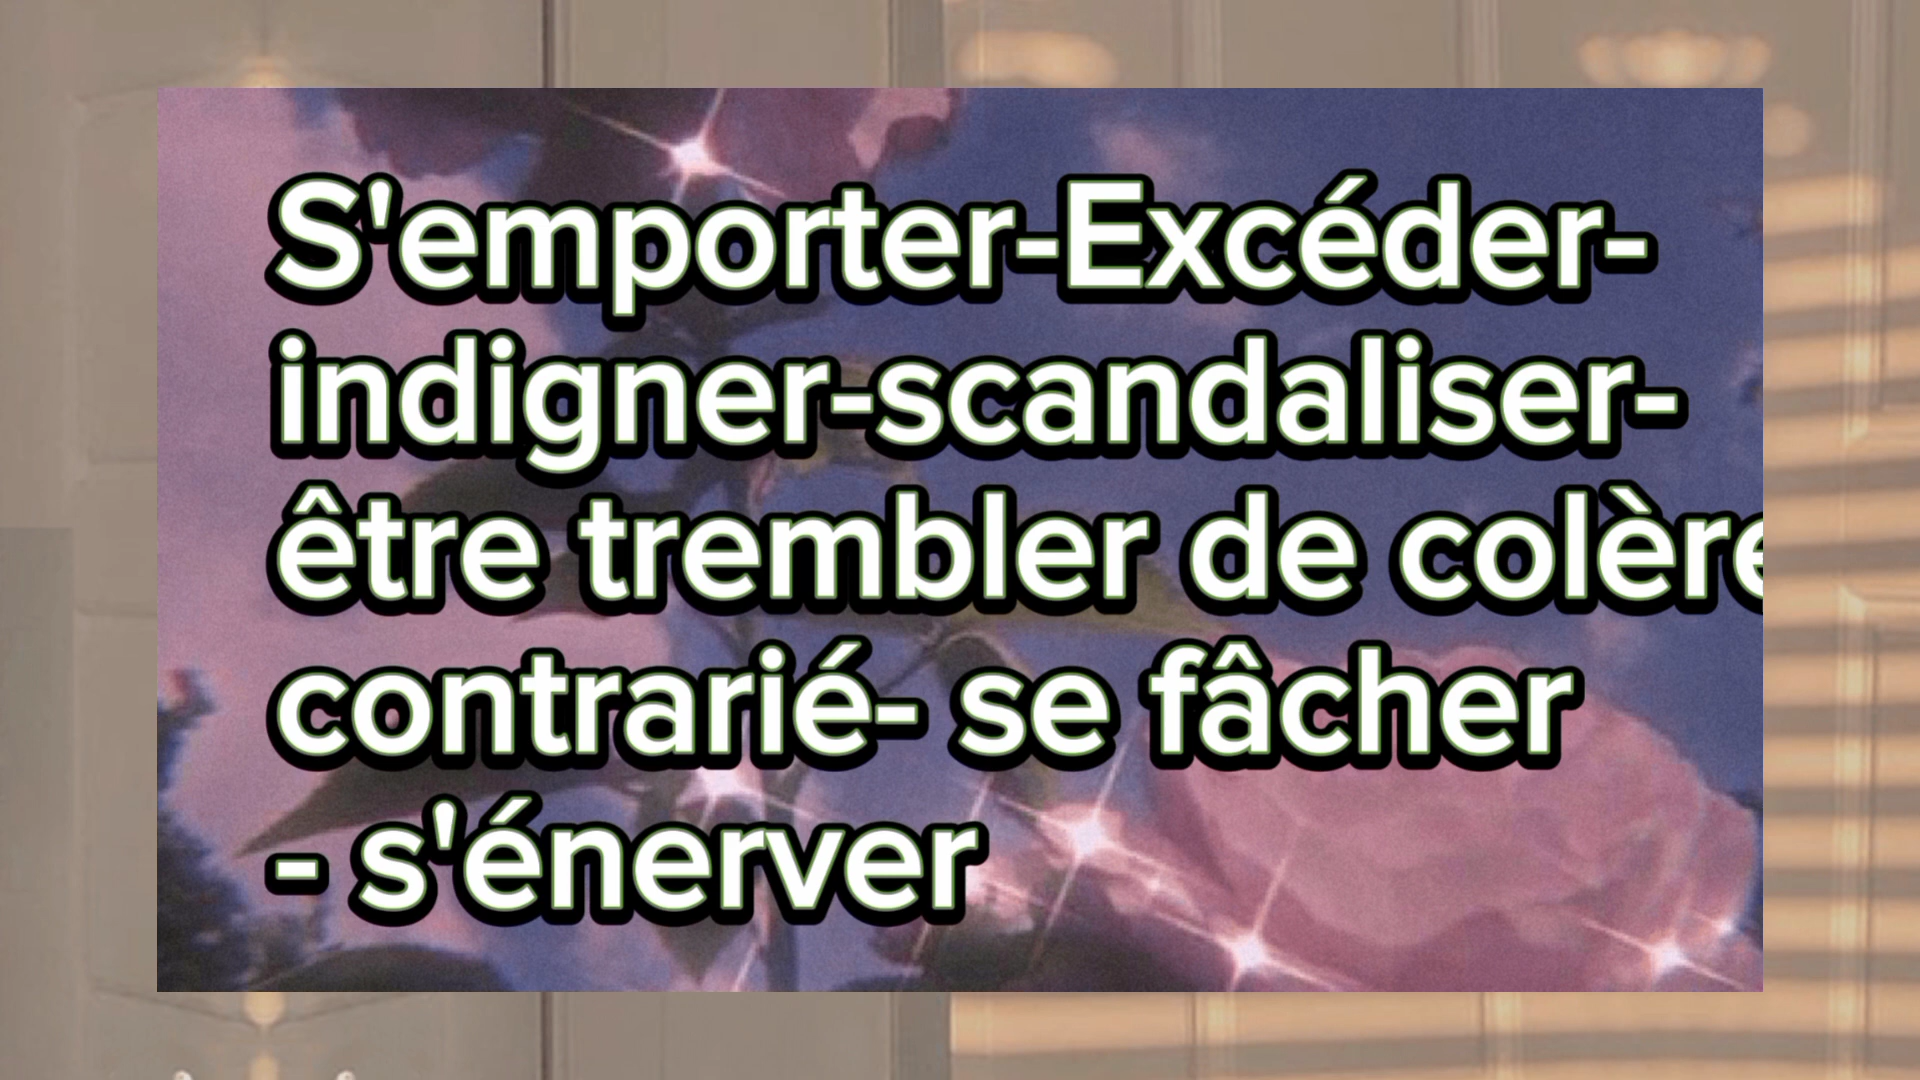 S'emporter-Excéder-
indigner-scandaliser-
être trembler de colère
contrarié- se fâcher
- s'énerver